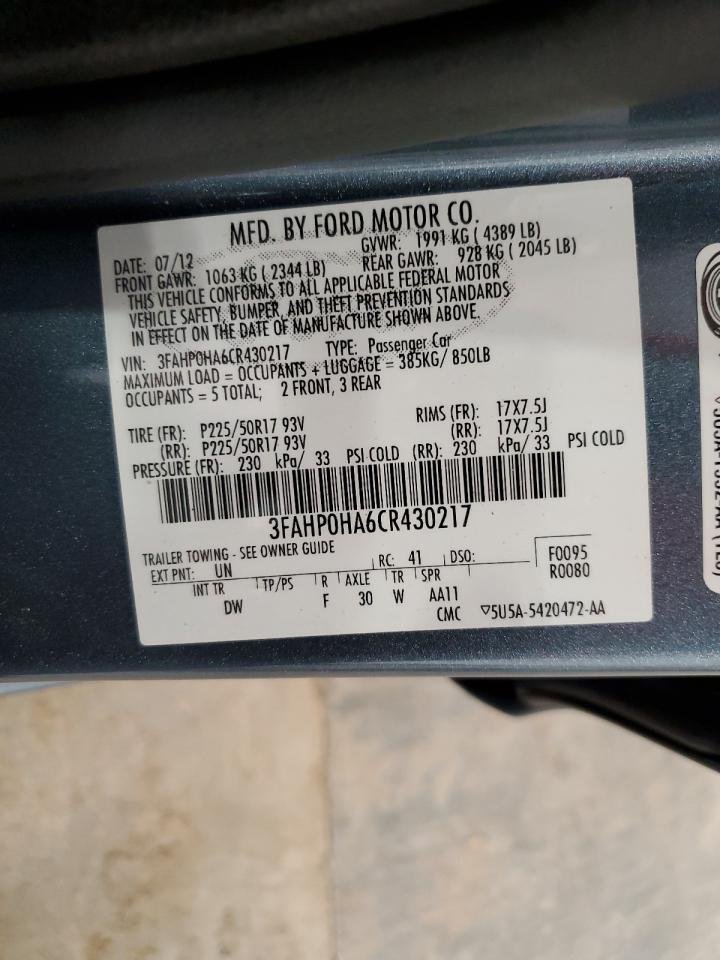 MFD. BY FORD MOTOR CO.
DATE: 07/12 GVWR: 1991 KG ( 4389 LB)
FRONT GAWR: 1063 KG ( 2344 LB) REAR GAWR: 928 KG ( 2045 LB)
THIS VEHICLE CONFORMS TO ALL APPLICABLE FEDERAL MOTOR
VEHICLE SAFETY, BUMPER, AND THEFT PREVENTION STANDARDS
IN EFFECT ON THE DATE OF MANUFACTURE SHOWN ABOVE.
VIN: 3FAHP0HA6CR430217 TYPE: Passenger Car
MAXIMUM LOAD = OCCUPANTS + LUGGAGE = 385KG/ 850LB
OCCUPANTS = 5 TOTAL; 2 FRONT, 3 REAR
TIRE (FR): P225/50R17 93V RIMS (FR): 17X7.5J
(RR): P225/50R17 93V (RR): 17X7.5J
PRESSURE (FR): 230 kPa/ 33 PSI COLD (RR): 230 kPa/ 33 PSI COLD
3FAHP0HA6CR430217
TRAILER TOWING - SEE OWNER GUIDE
EXT PNT: UN RC: 41 DSO: F0095
INT TR TP/PS R AXLE TR SPR R0080
DW F 30 W AA11
CMC ▽5U5A-5420472-AA